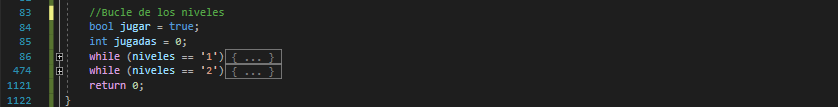 83 //Bucle de los niveles
84 bool jugar = true;
85 int jugadas = 0;
86 while (niveles == '1') { ... }
474 while (niveles == '2') { ... }
1121 return 0;
1122 }